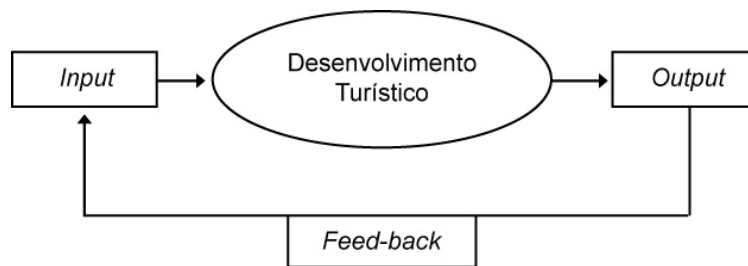 Input
Desenvolvimento
Turístico
Output
Feed-back